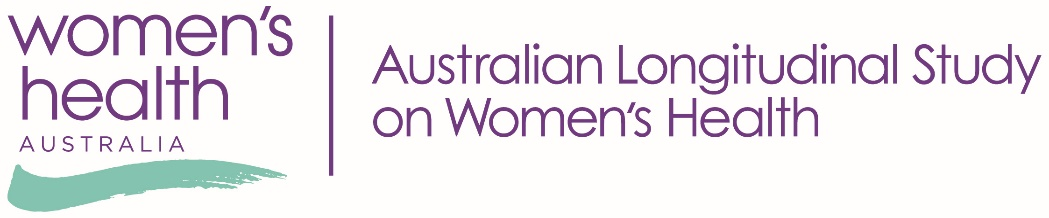 women's
health
AUSTRALIA
Australian Longitudinal Study
on Women's Health